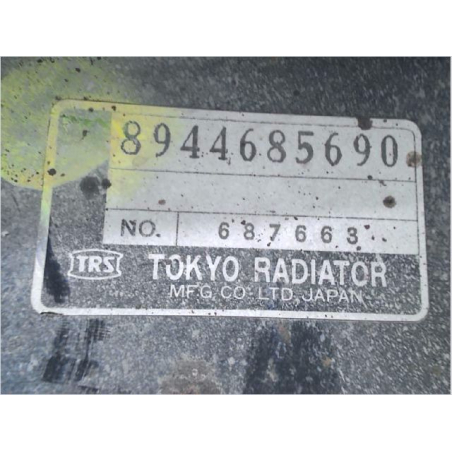 8944685690
NO. 687663
TRS TOKYO RADIATOR
MFG. CO. LTD. JAPAN